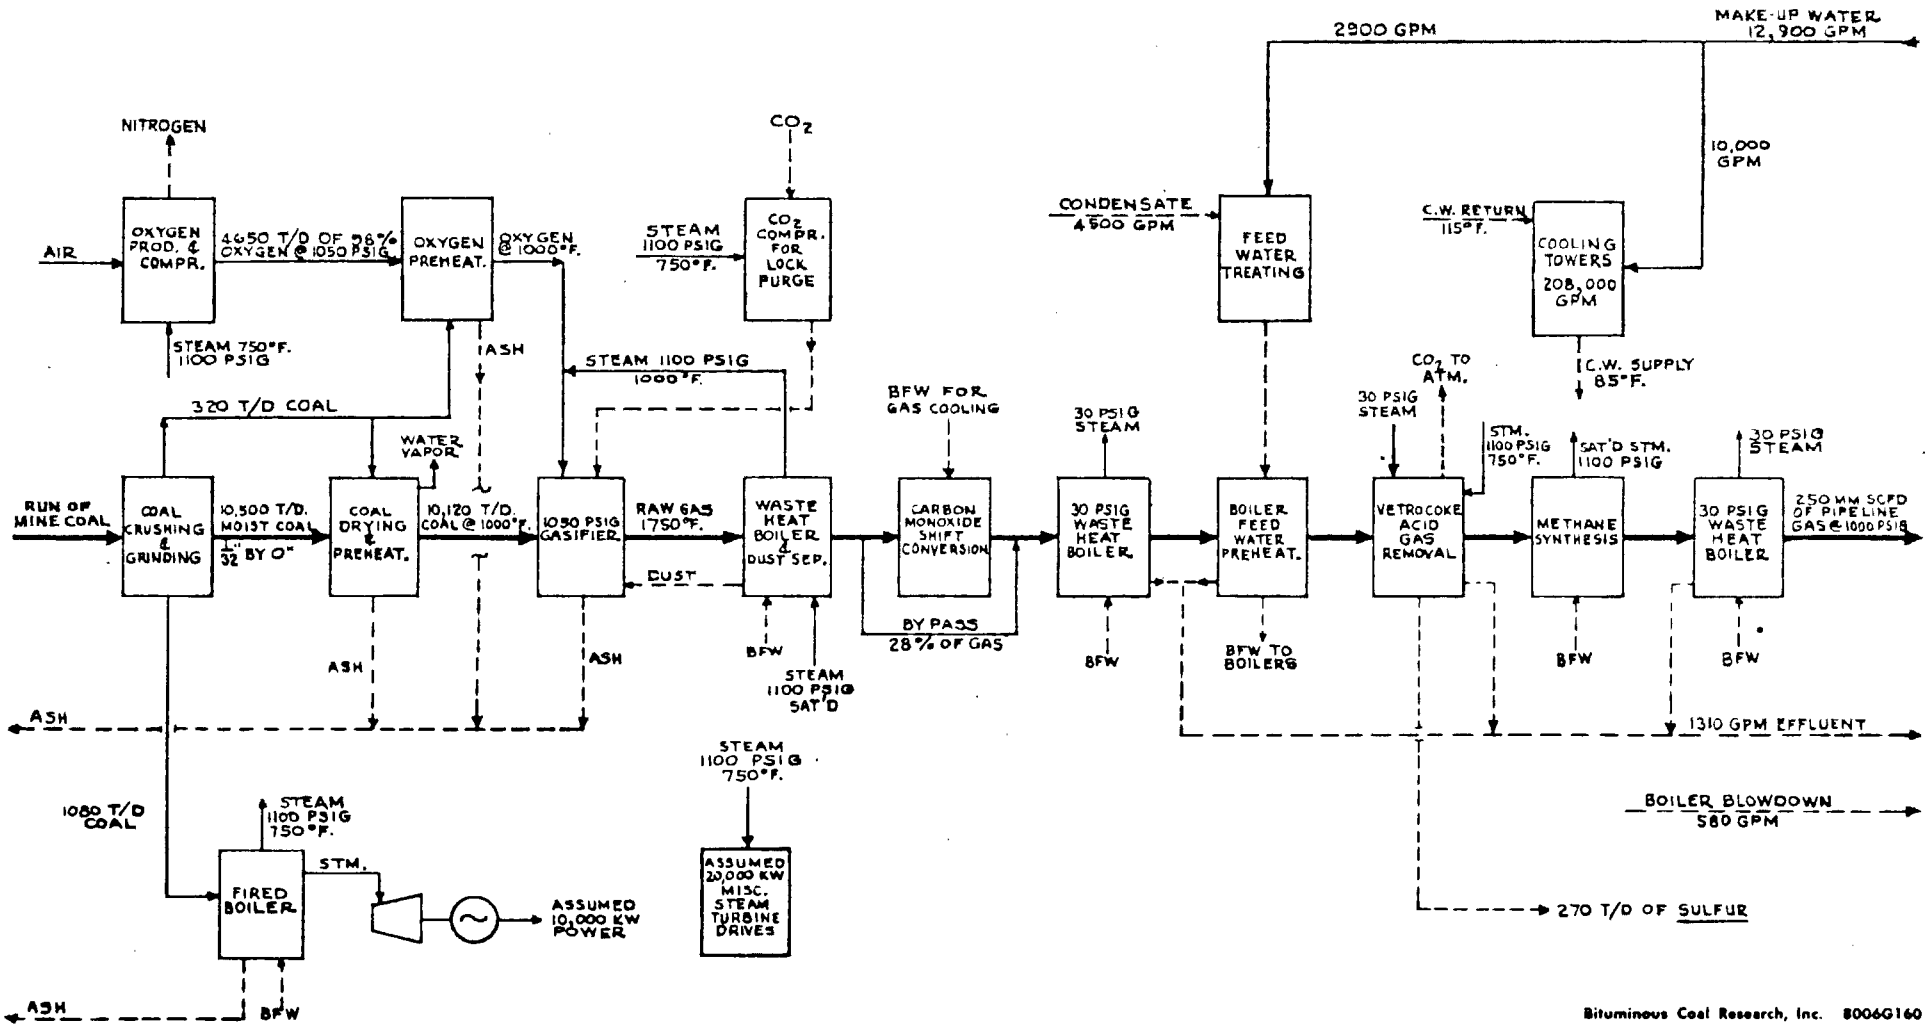 MAKE-UP WATER
12,900 GPM
2900 GPM
10,000
GPM
NITROGEN
CO2
AIR
OXYGEN
PROD. &
COMPR.
4650 T/D OF 98%
OXYGEN @ 1050 PSIG
OXYGEN
PREHEAT.
OXYGEN
@ 1000°F.
STEAM
1100 PSIG
750°F.
CO2
COMPR.
FOR
LOCK
PURGE
CONDENSATE
4500 GPM
FEED
WATER
TREATING
C.W. RETURN
115°F.
COOLING
TOWERS
208,000
GPM
STEAM 750°F.
1100 PSIG
ASH
STEAM 1100 PSIG
1000°F.
C.W. SUPPLY
85°F.
320 T/D COAL
WATER
VAPOR
BFW FOR
GAS COOLING
30 PSIG
STEAM
CO2 TO
ATM.
30 PSIG
STEAM
STM.
1100 PSIG
750°F.
SAT'D STM.
1100 PSIG
30 PSIG
STEAM
RUN OF
MINE COAL
COAL
CRUSHING
&
GRINDING
10,500 T/D.
MOIST COAL
1/32" BY 0"
COAL
DRYING
&
PREHEAT.
10,120 T/D.
COAL @ 1000°F.
1050 PSIG
GASIFIER
RAW GAS
1750°F.
WASTE
HEAT
BOILER
&
DUST SEP.
CARBON
MONOXIDE
SHIFT
CONVERSION
30 PSIG
WASTE
HEAT
BOILER
BOILER
FEED
WATER
PREHEAT.
VETROCOKE
ACID
GAS
REMOVAL
METHANE
SYNTHESIS
30 PSIG
WASTE
HEAT
BOILER
250 MM SCFD
OF PIPELINE
GAS @ 1000 PSIG
DUST
BY PASS
28% OF GAS
ASH
ASH
BFW
STEAM
1100 PSIG
SAT'D
BFW
BFW TO
BOILERS
BFW
BFW
ASH
1310 GPM EFFLUENT
STEAM
1100 PSIG
750°F.
1080 T/D
COAL
STEAM
1100 PSIG
750°F.
BOILER BLOWDOWN
580 GPM
FIRED
BOILER
STM.
ASSUMED
10,000 KW
POWER
ASSUMED
20,000 KW
MISC.
STEAM
TURBINE
DRIVES
270 T/D OF SULFUR
ASH
BFW
Bituminous Coal Research, Inc. 8006G160